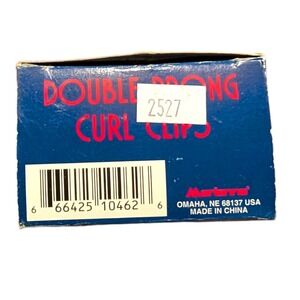 DOUBLE PRONG
2527
CURL CLIPS
6 66425 10462 6
Marianna
OMAHA, NE 68137 USA
MADE IN CHINA